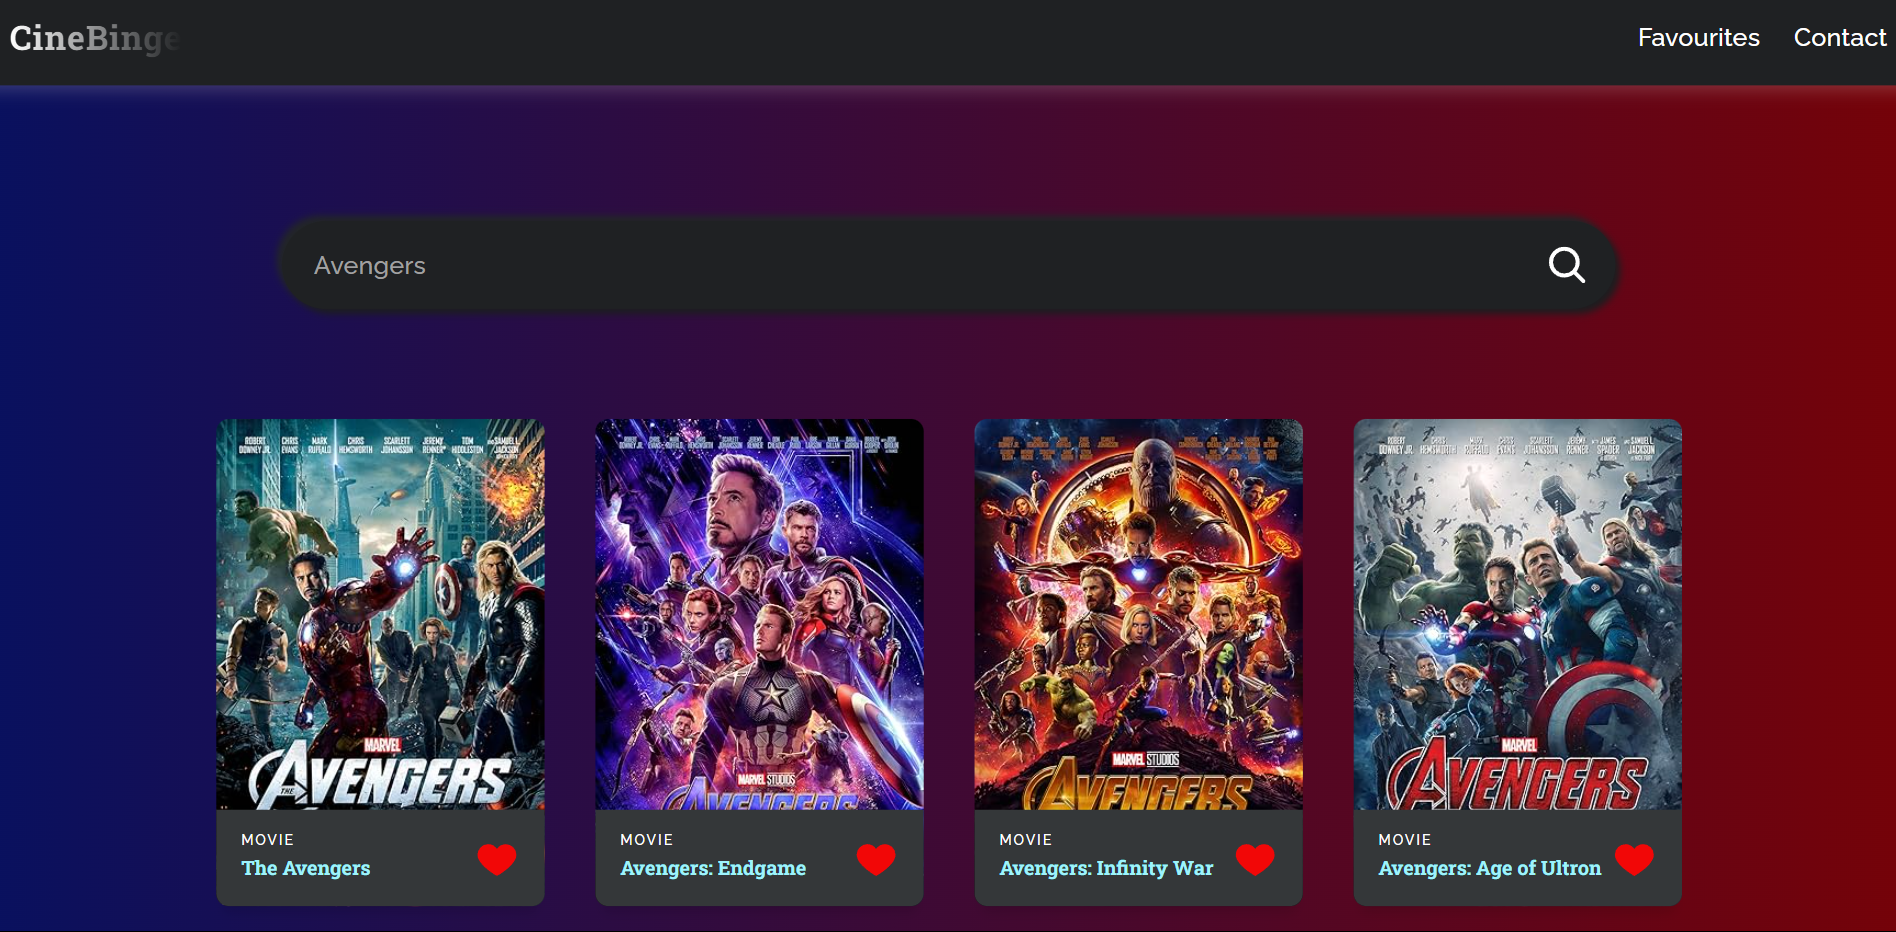 CineBinge
Favourites
Contact
Avengers
ROBERT DOWNEY JR. CHRIS EVANS MARK RUFFALO CHRIS HEMSWORTH SCARLETT JOHANSSON JEREMY RENNER TOM HIDDLESTON AND SAMUEL L. JACKSON
MARVEL
THE AVENGERS
MOVIE
The Avengers
MARVEL STUDIOS
AVENGERS
MOVIE
Avengers: Endgame
MARVEL STUDIOS
AVENGERS
MOVIE
Avengers: Infinity War
ROBERT DOWNEY JR. CHRIS HEMSWORTH MARK RUFFALO CHRIS EVANS SCARLETT JOHANSSON JEREMY RENNER WITH JAMES SPADER AND SAMUEL L. JACKSON
MARVEL
AVENGERS
MOVIE
Avengers: Age of Ultron